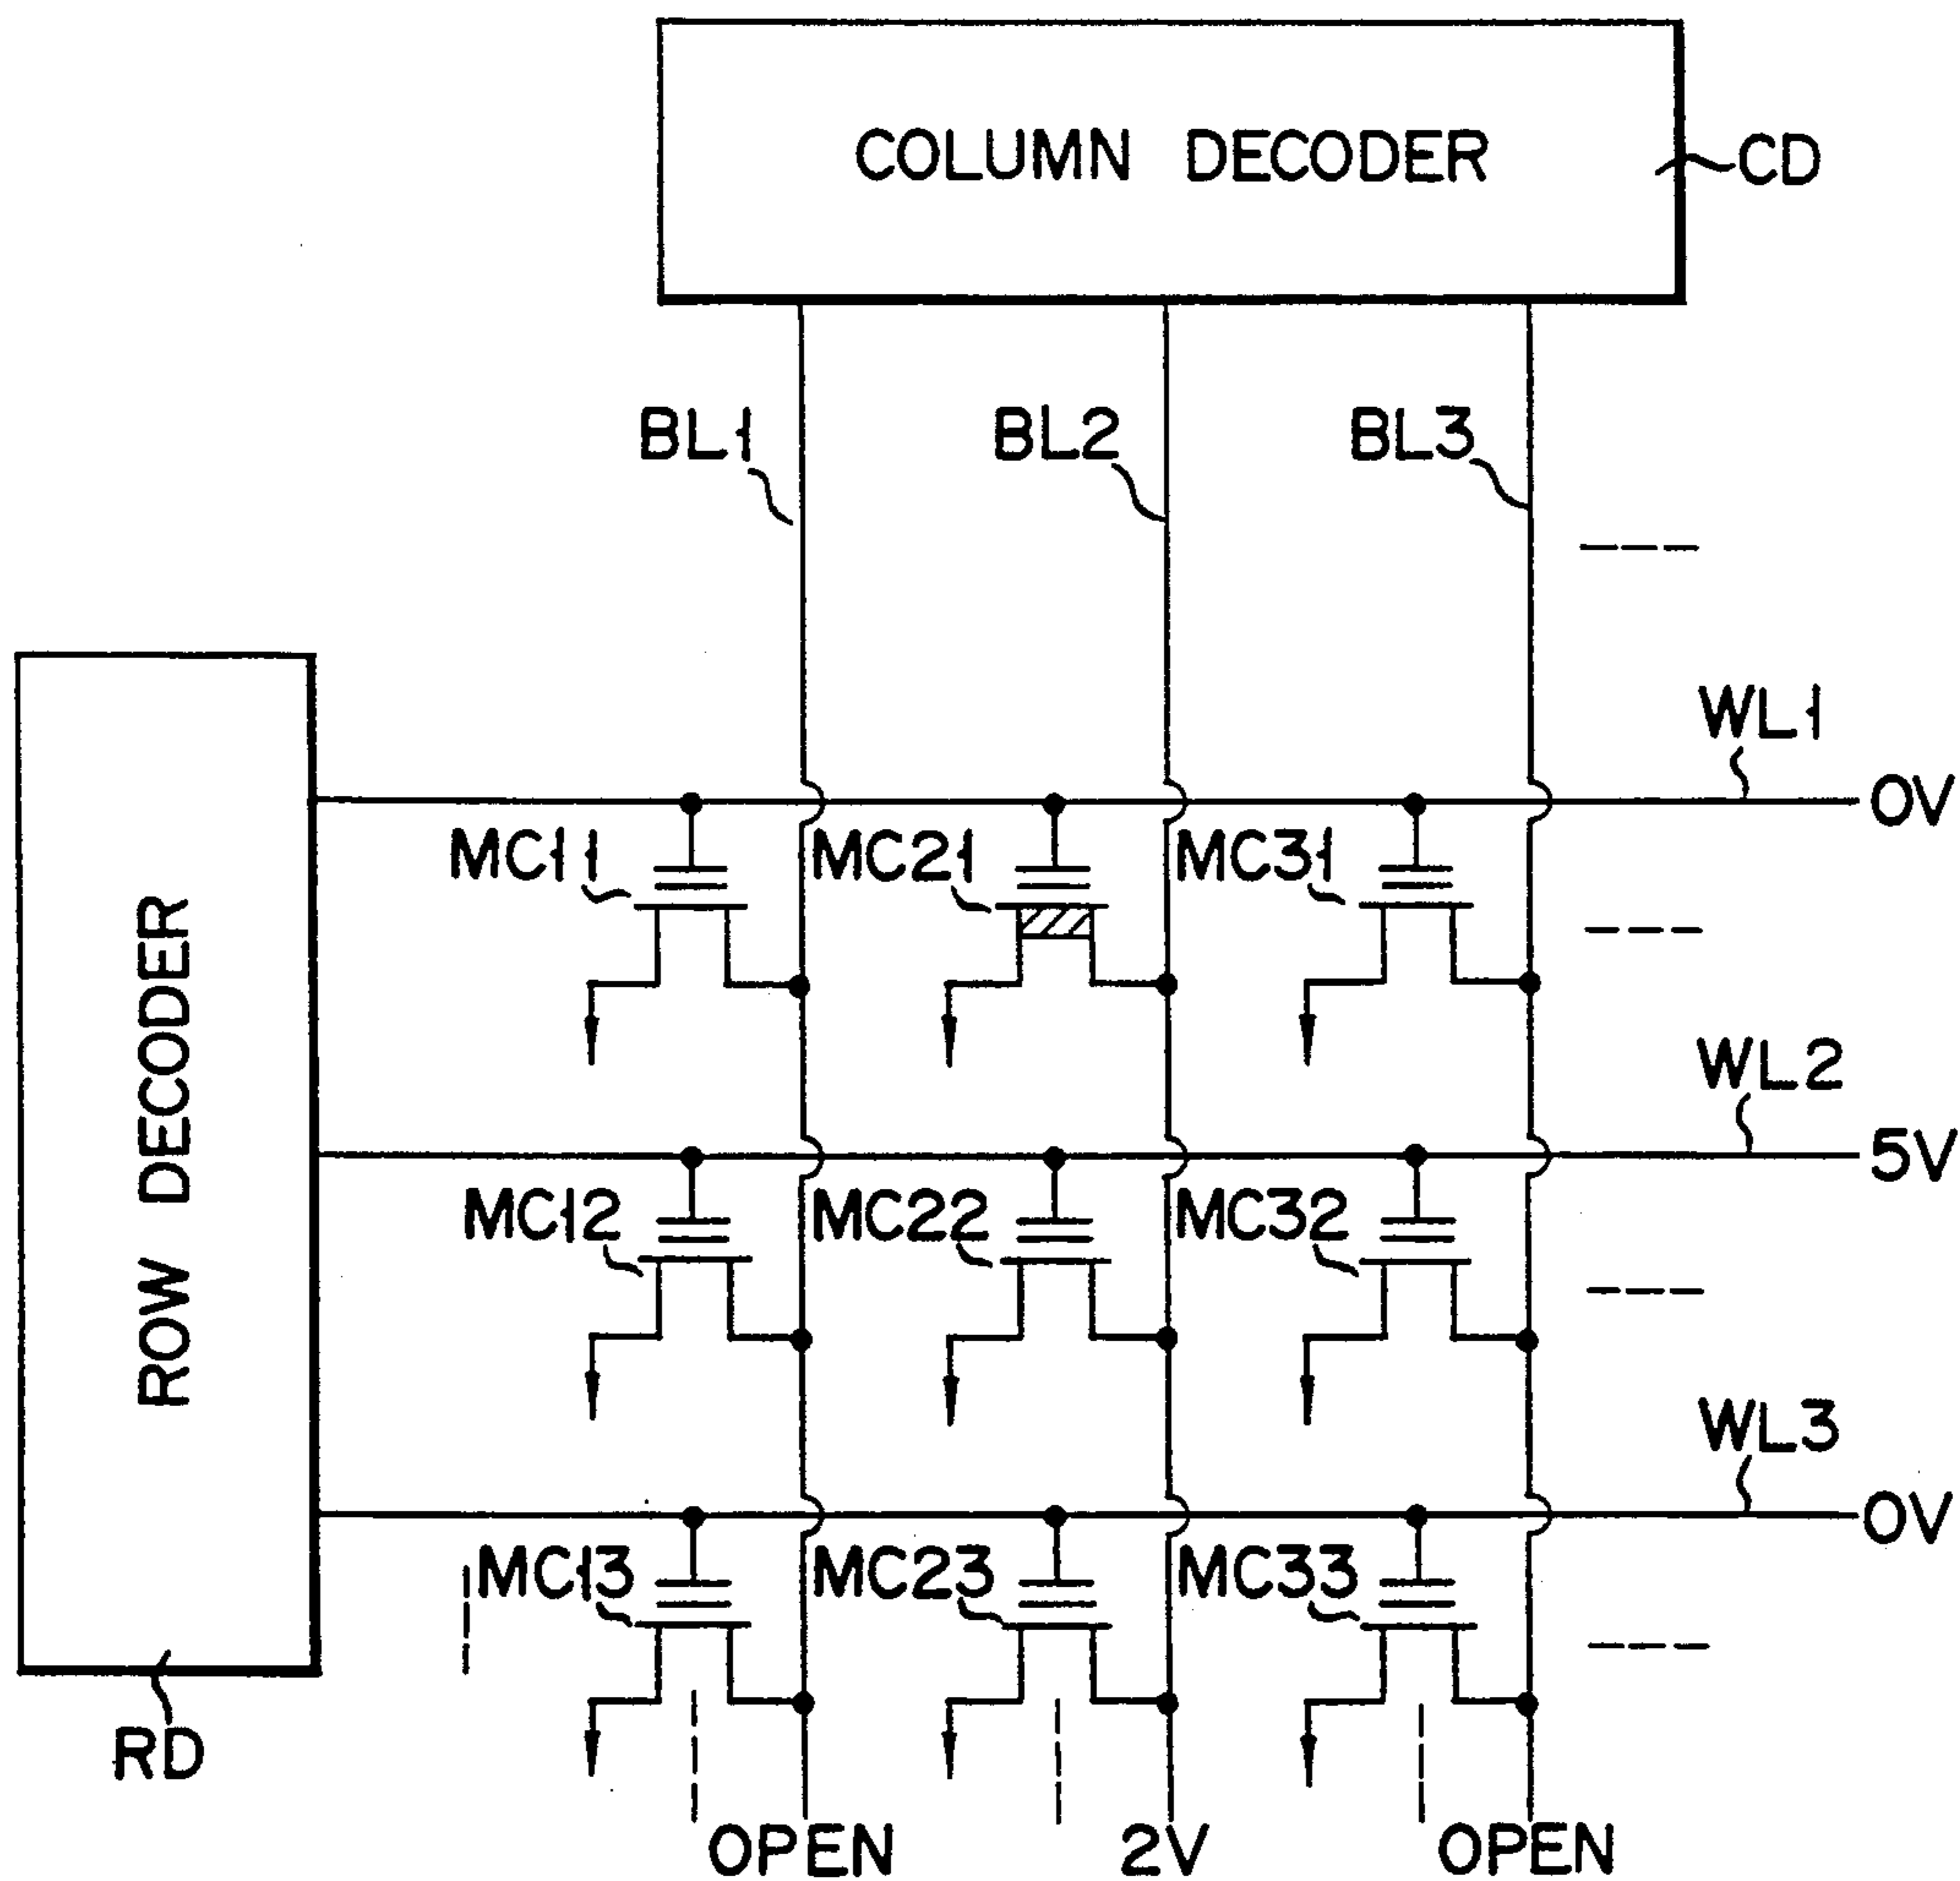 COLUMN DECODER
CD
BL1 BL2 BL3
WL1
0V
MC11 MC21 MC31
ROW DECODER
WL2
5V
MC12 MC22 MC32
WL3
0V
MC13 MC23 MC33
RD
OPEN 2V OPEN